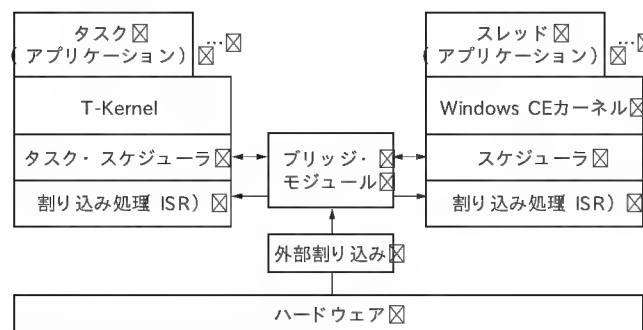 タスク
(アプリケーション) …
T-Kernel
タスク・スケジューラ
割り込み処理(ISR)
ブリッジ・
モジュール
外部割り込み
スレッド
(アプリケーション) …
Windows CEカーネル
スケジューラ
割り込み処理(ISR)
ハードウェア